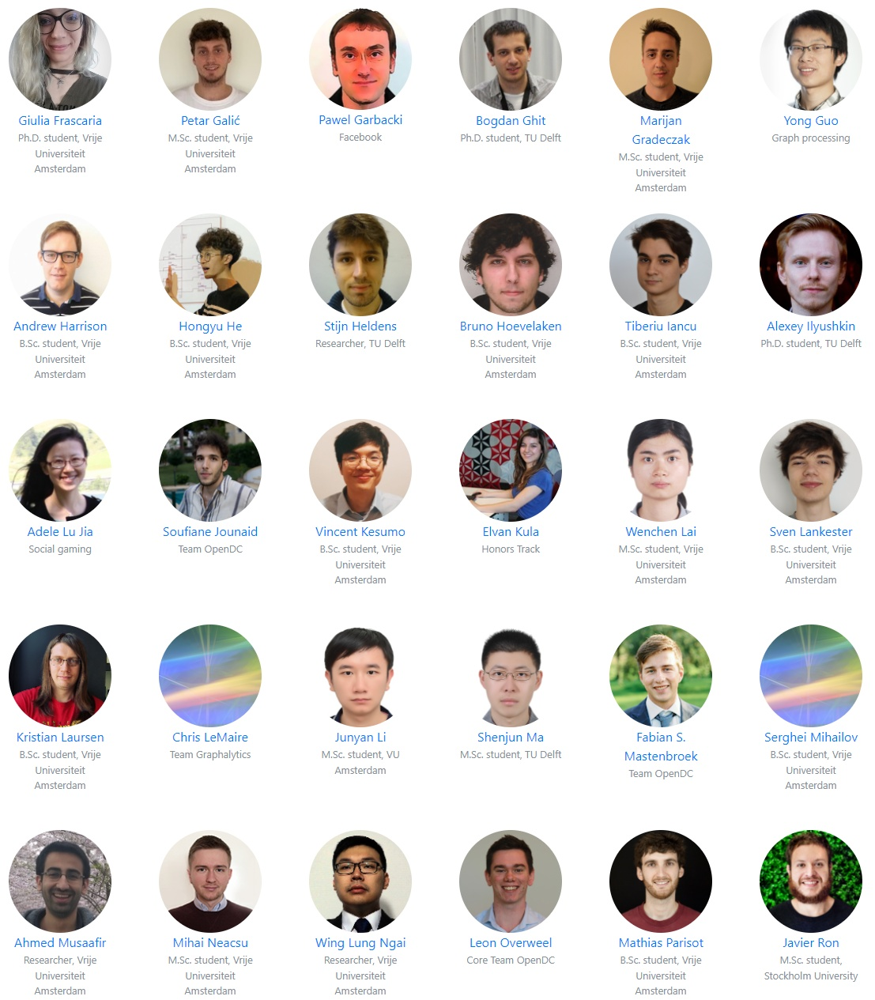 Giulia Frascaria
Ph.D. student, Vrije
Universiteit
Amsterdam
Petar Galić
M.Sc. student, Vrije
Universiteit
Amsterdam
Pawel Garbacki
Facebook
Bogdan Ghit
Ph.D. student, TU Delft
Marijan
Gradeczak
M.Sc. student, Vrije
Universiteit
Amsterdam
Yong Guo
Graph processing
Andrew Harrison
B.Sc. student, Vrije
Universiteit
Amsterdam
Hongyu He
B.Sc. student, Vrije
Universiteit
Amsterdam
Stijn Heldens
Researcher, TU Delft
Bruno Hoevelaken
B.Sc. student, Vrije
Universiteit
Amsterdam
Tiberiu Iancu
B.Sc. student, Vrije
Universiteit
Amsterdam
Alexey Ilyushkin
Ph.D. student, TU Delft
Adele Lu Jia
Social gaming
Soufiane Jounaid
Team OpenDC
Vincent Kesumo
B.Sc. student, Vrije
Universiteit
Amsterdam
Elvan Kula
Honors Track
Wenchen Lai
M.Sc. student, Vrije
Universiteit
Amsterdam
Sven Lankester
B.Sc. student, Vrije
Universiteit
Amsterdam
Kristian Laursen
B.Sc. student, Vrije
Universiteit
Amsterdam
Chris LeMaire
Team Graphalytics
Junyan Li
M.Sc. student, VU
Amsterdam
Shenjun Ma
M.Sc. student, TU Delft
Fabian S.
Mastenbroek
Team OpenDC
Serghei Mihailov
B.Sc. student, Vrije
Universiteit
Amsterdam
Ahmed Musaafir
Researcher, Vrije
Universiteit
Amsterdam
Mihai Neacsu
M.Sc. student, Vrije
Universiteit
Amsterdam
Wing Lung Ngai
Researcher, Vrije
Universiteit
Amsterdam
Leon Overweel
Core Team OpenDC
Mathias Parisot
B.Sc. student, Vrije
Universiteit
Amsterdam
Javier Ron
M.Sc. student,
Stockholm University